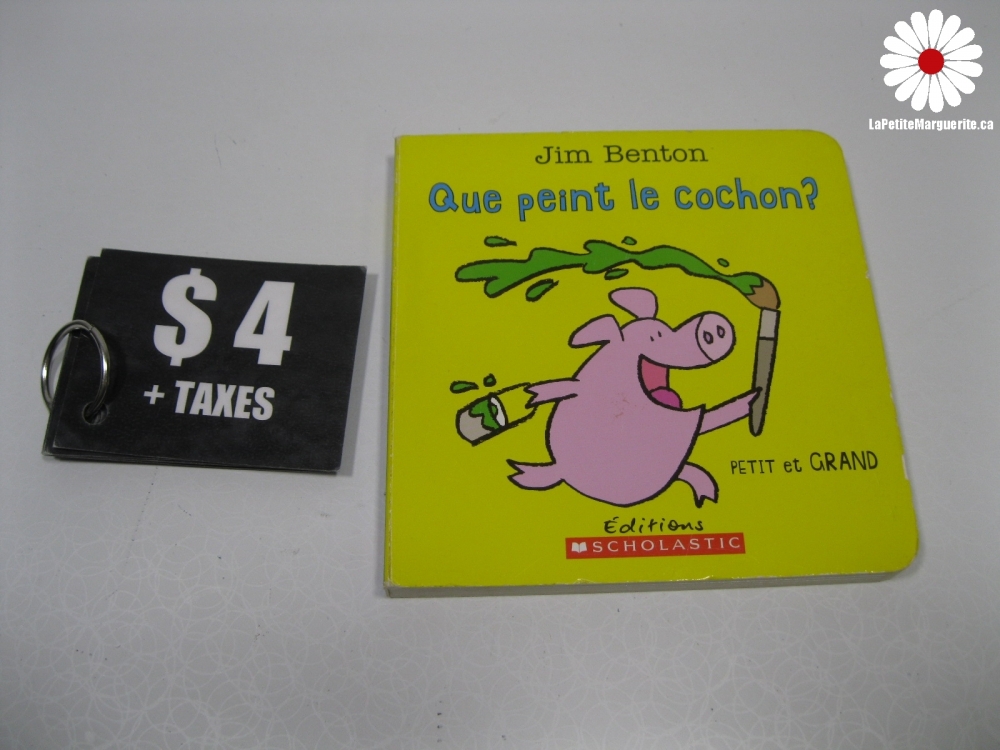 LaPetiteMarguerite.ca
Jim Benton
Que peint le cochon?
$4
+ TAXES
PETIT et GRAND
Éditions
SCHOLASTIC